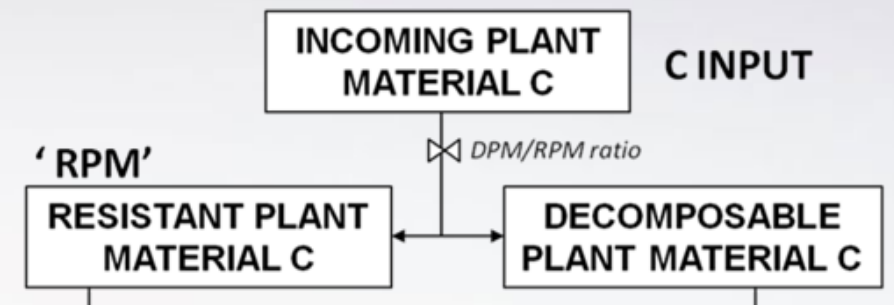 INCOMING PLANT
MATERIAL C
C INPUT
DPM/RPM ratio
‘ RPM’
RESISTANT PLANT
MATERIAL C
DECOMPOSABLE
PLANT MATERIAL C